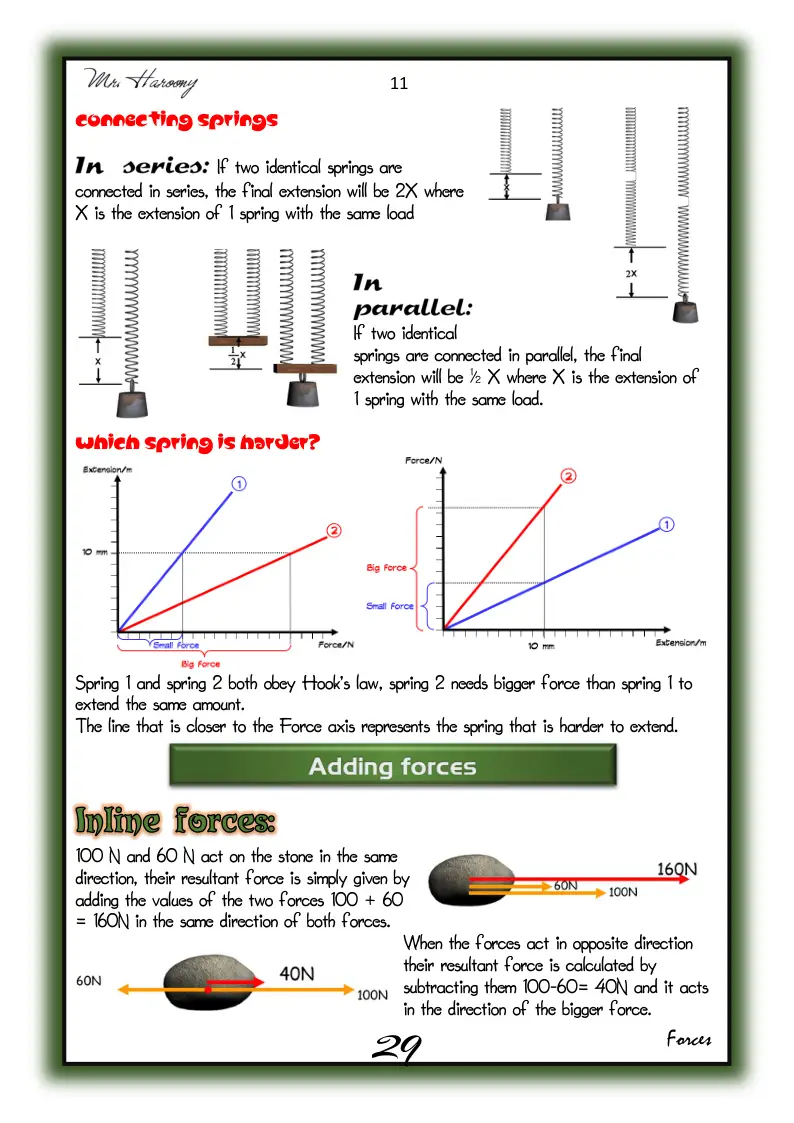 Mr. Haroony
11
connecting springs
In series: If two identical springs are
connected in series, the final extension will be 2X where
X is the extension of 1 spring with the same load
X
2X
In
parallel:
If two identical
springs are connected in parallel, the final
extension will be ½ X where X is the extension of
1 spring with the same load.
X
1/2 X
which spring is harder?
Extension/m
1
2
10 mm
Small force
Force/N
Big force
Force/N
2
1
Big force
Small force
10 mm
Extension/m
Spring 1 and spring 2 both obey Hook's law, spring 2 needs bigger force than spring 1 to
extend the same amount.
The line that is closer to the Force axis represents the spring that is harder to extend.
Adding forces
Inline forces:
100 N and 60 N act on the stone in the same
direction, their resultant force is simply given by
adding the values of the two forces 100 + 60
= 160N in the same direction of both forces.
160N
60N
100N
When the forces act in opposite direction
their resultant force is calculated by
subtracting them 100-60= 40N and it acts
in the direction of the bigger force.
60N
40N
100N
29
Forces